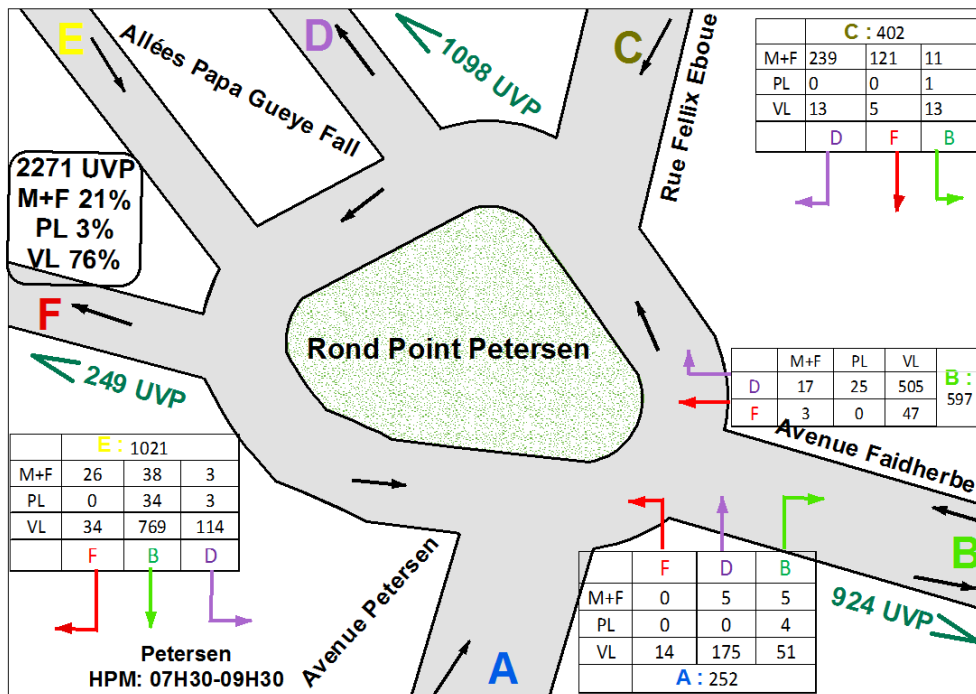 E
Allées Papa Gueye Fall
D
1098 UVP
C
Rue Fellix Eboue
C : 402
M+F 239 121 11
PL 0 0 1
VL 13 5 13
D F B
2271 UVP
M+F 21%
PL 3%
VL 76%
F
249 UVP
Rond Point Petersen
M+F PL VL
D 17 25 505
F 3 0 47
B :
597
Avenue Faidherbe
B
924 UVP
E : 1021
M+F 26 38 3
PL 0 34 3
VL 34 769 114
F B D
Avenue Petersen
A
F D B
M+F 0 5 5
PL 0 0 4
VL 14 175 51
A : 252
Petersen
HPM: 07H30-09H30